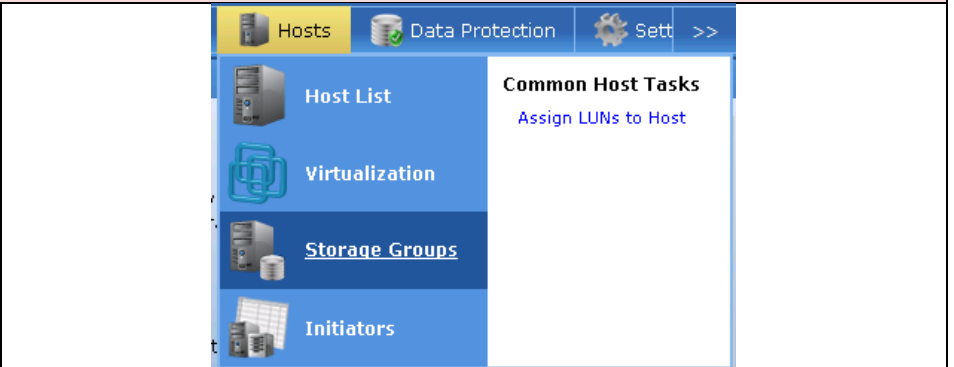 Hosts Data Protection Sett >>
Common Host Tasks
Host List
Assign LUNs to Host
Virtualization
Storage Groups
Initiators